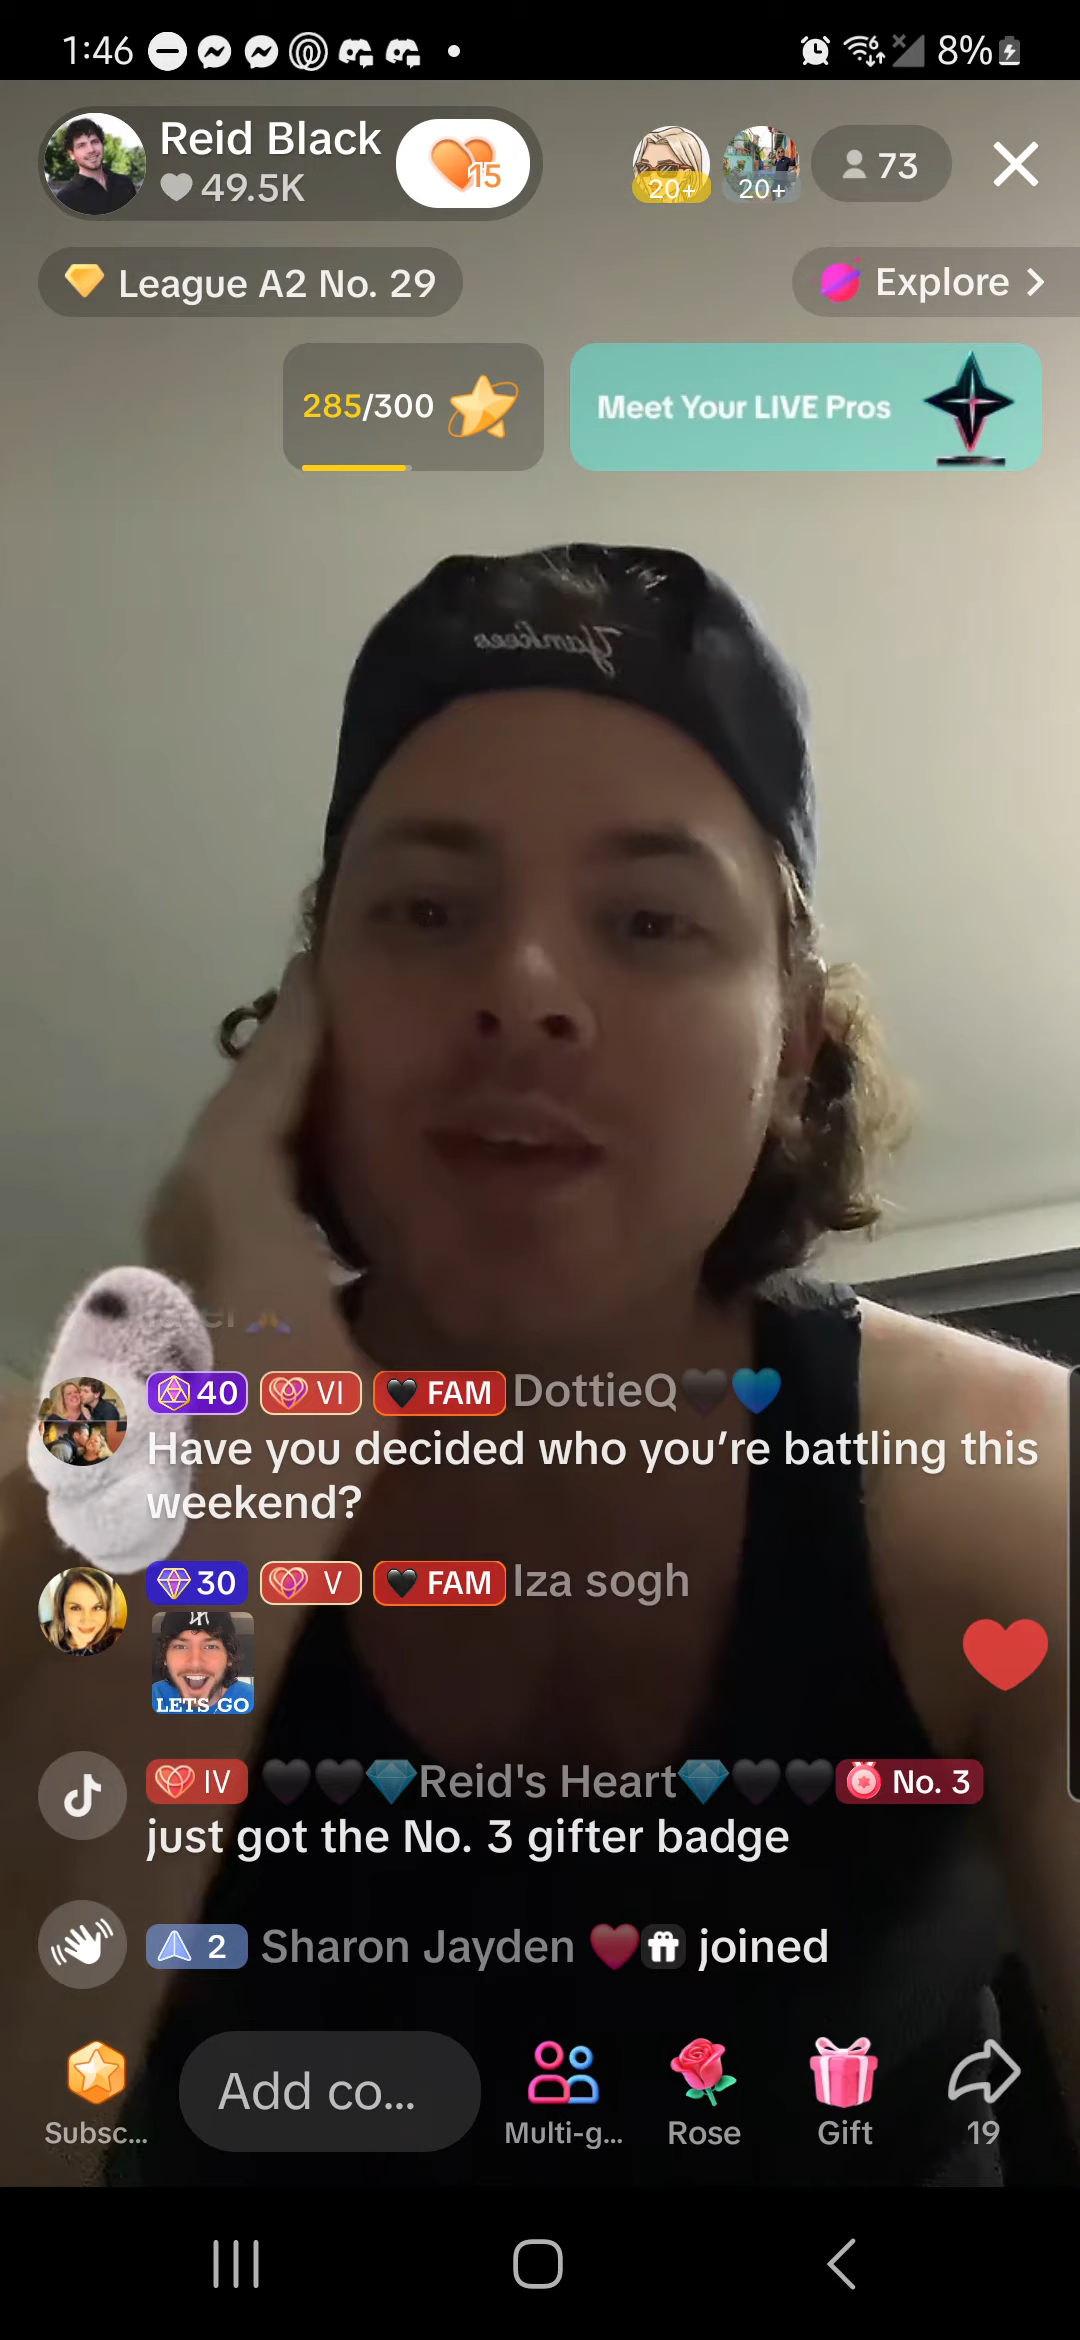 1:46
8%
Reid Black
49.5K
15
20+
20+
73
League A2 No. 29
Explore
285/300
Meet Your LIVE Pros
Yankees
40 VI 🖤 FAM DottieQ🖤💙
Have you decided who you’re battling this
weekend?
30 V 🖤 FAM Iza sogh
LETS GO
IV 🖤🖤💎Reid's Heart💎🖤🖤 No. 3
just got the No. 3 gifter badge
2 Sharon Jayden ❤️ joined
Add co...
Subsc...
Multi-g...
Rose
Gift
19